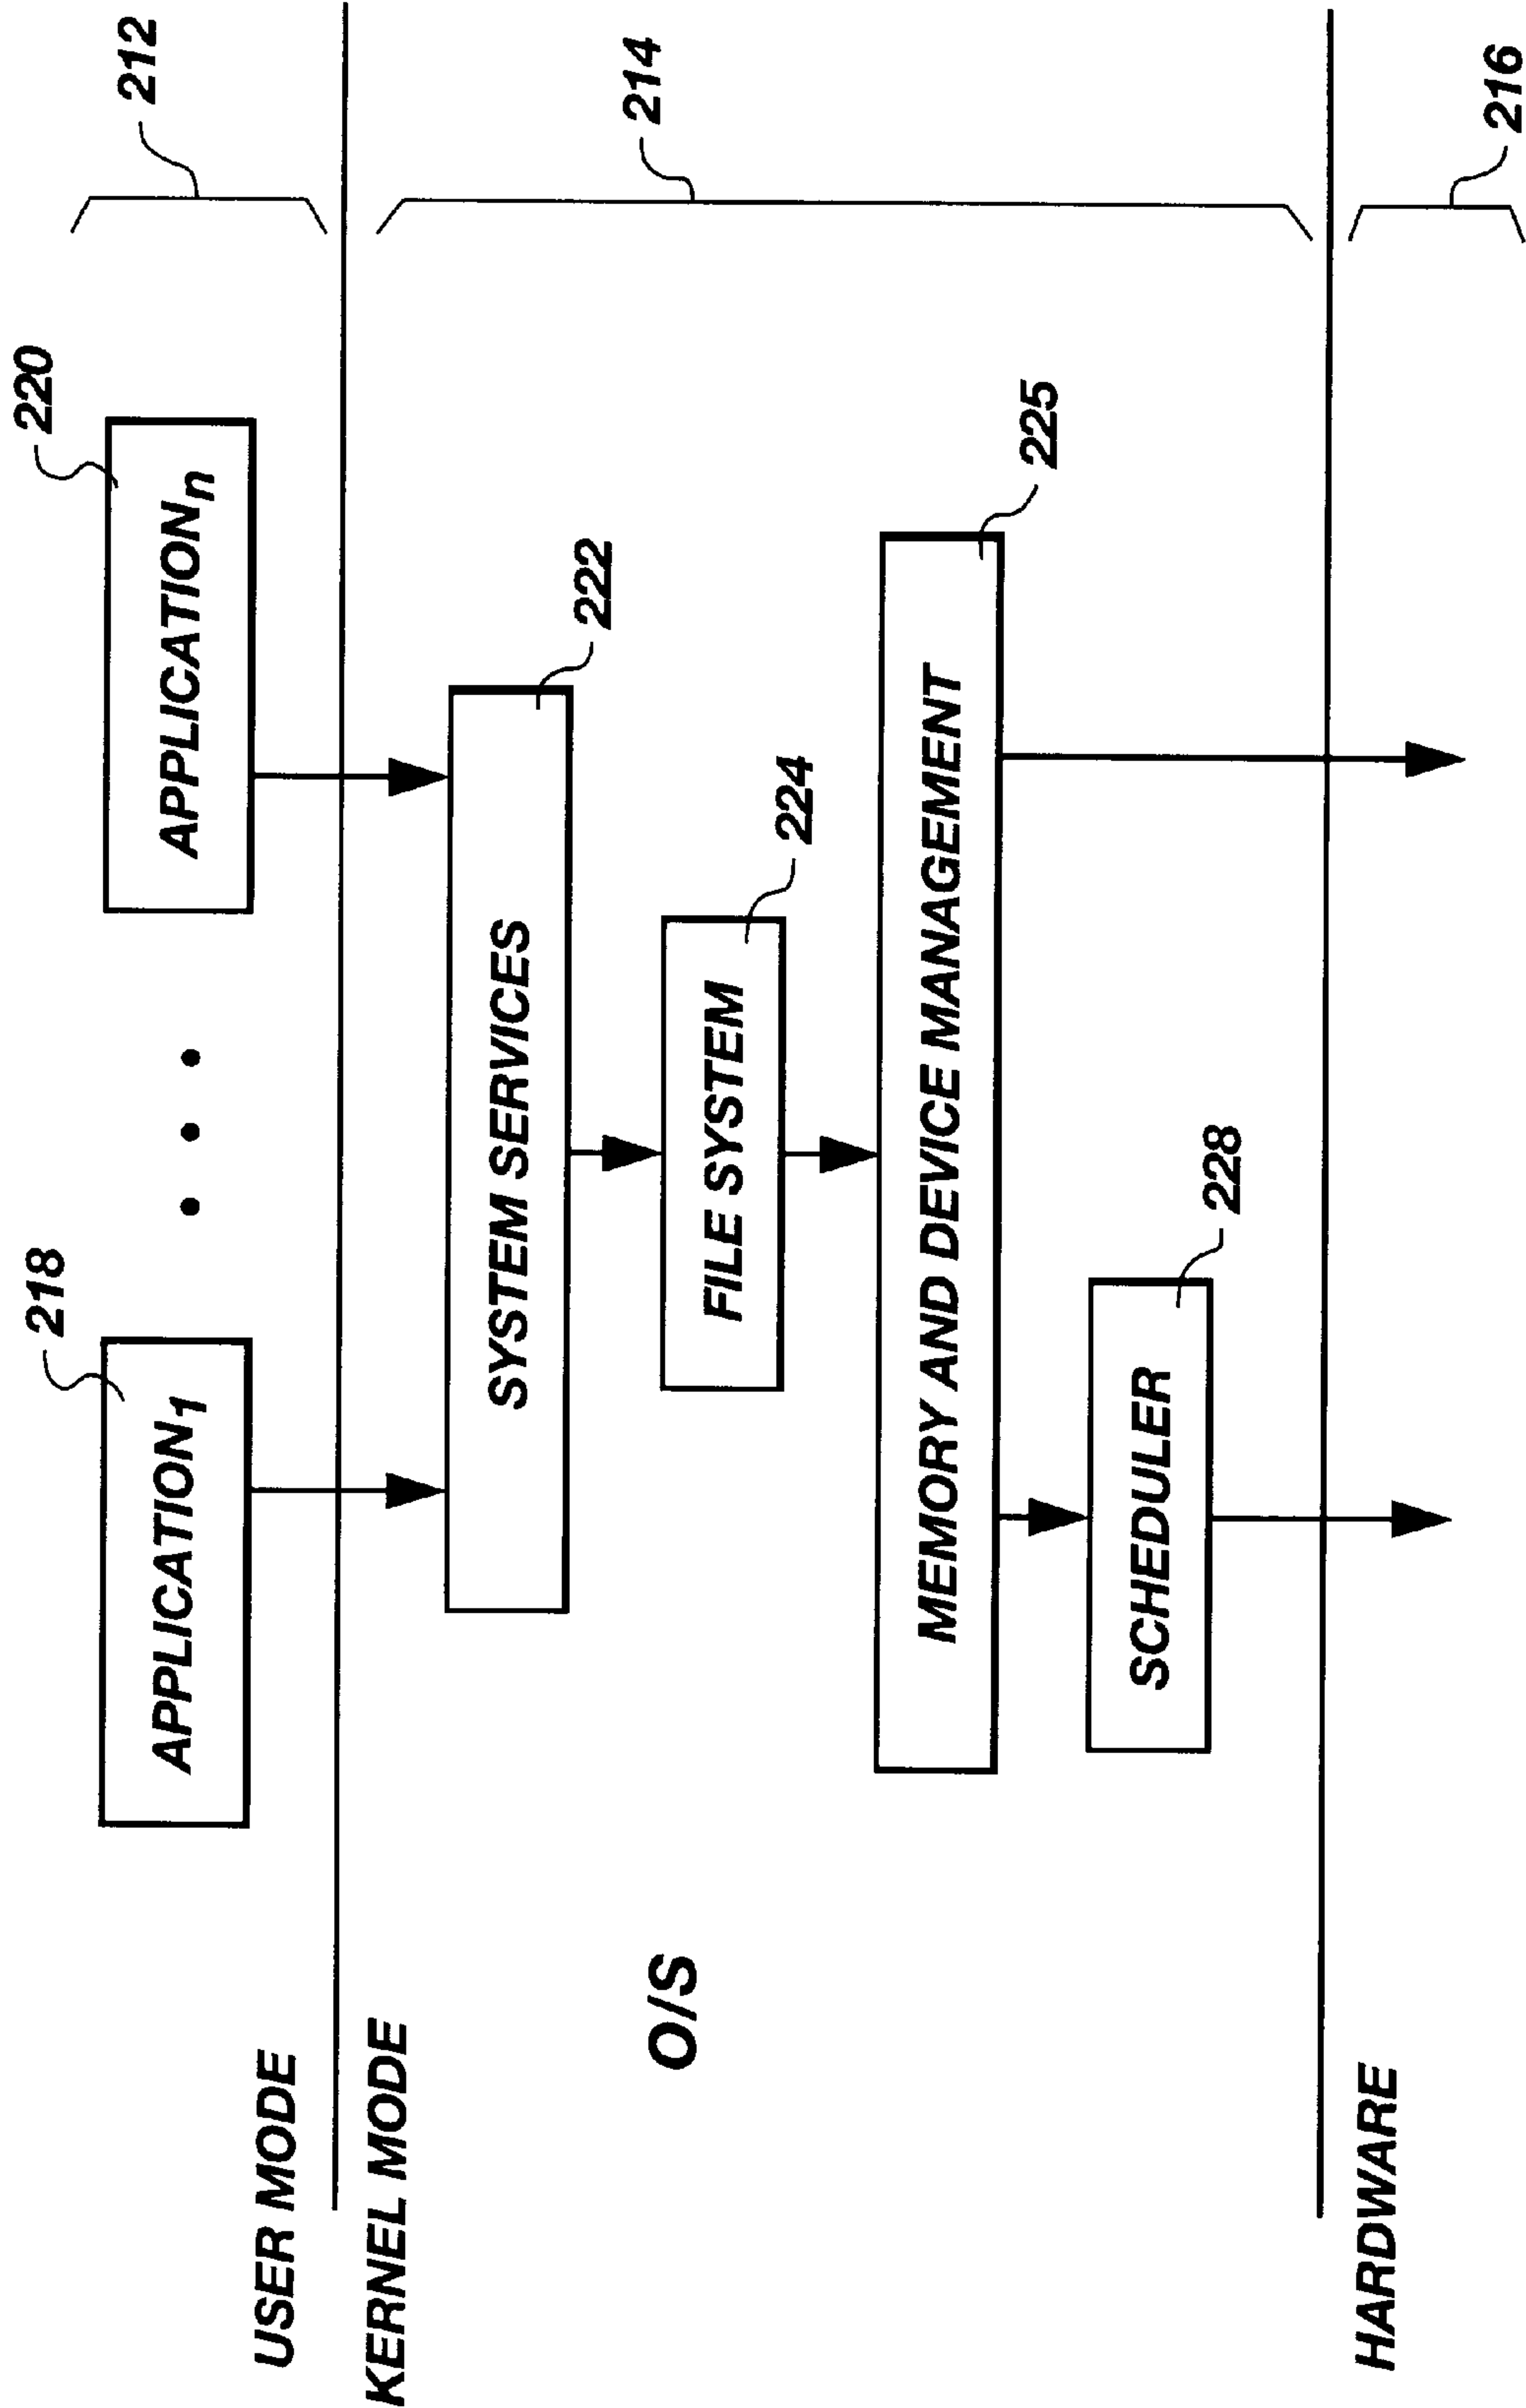 218
220
212
APPLICATION1
APPLICATIONn
USER MODE
KERNEL MODE
222
SYSTEM SERVICES
214
O/S
224
FILE SYSTEM
225
MEMORY AND DEVICE MANAGEMENT
228
SCHEDULER
HARDWARE
216